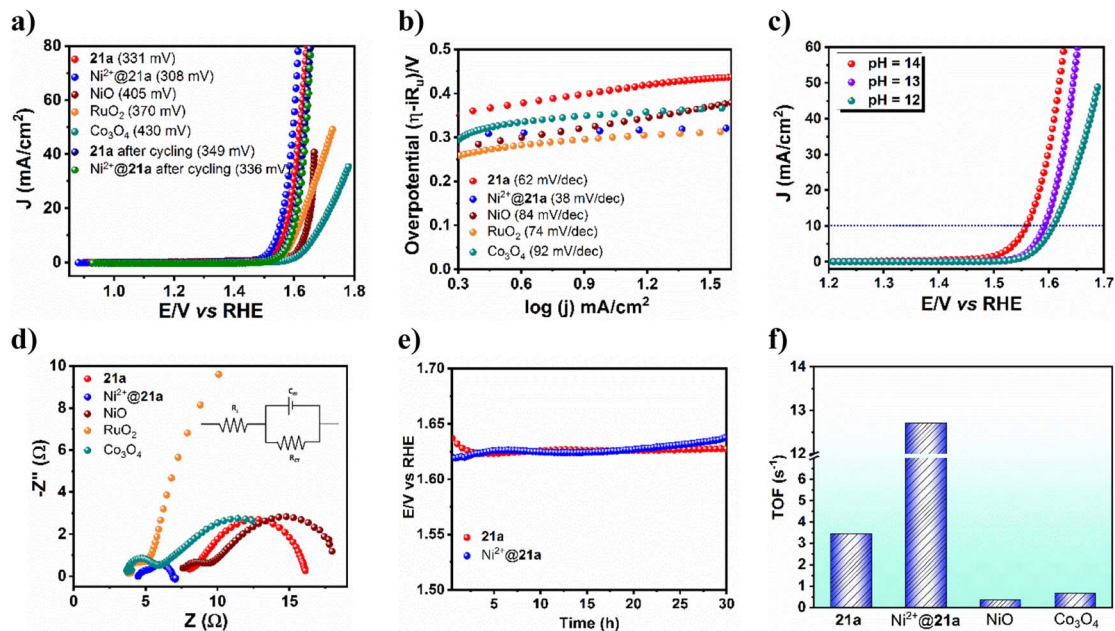 a)
80
60
40
20
0
J (mA/cm²)
21a (331 mV)
Ni²⁺@21a (308 mV)
NiO (405 mV)
RuO₂ (370 mV)
Co₃O₄ (430 mV)
21a after cycling (349 mV)
Ni²⁺@21a after cycling (336 mV)
1.0 1.2 1.4 1.6 1.8
E/V vs RHE
b)
0.5
0.4
0.3
0.2
0.1
0.0
Overpotential (η-iRᵤ)/V
21a (62 mV/dec)
Ni²⁺@21a (38 mV/dec)
NiO (84 mV/dec)
RuO₂ (74 mV/dec)
Co₃O₄ (92 mV/dec)
0.3 0.6 0.9 1.2 1.5
log (j) mA/cm²
c)
60
50
40
30
20
10
0
J (mA/cm²)
pH = 14
pH = 13
pH = 12
1.2 1.3 1.4 1.5 1.6 1.7
E/V vs RHE
d)
10
8
6
4
2
0
-Z'' (Ω)
21a
Ni²⁺@21a
NiO
RuO₂
Co₃O₄
0 5 10 15
Z (Ω)
e)
1.70
1.65
1.60
1.55
1.50
E/V vs RHE
21a
Ni²⁺@21a
5 10 15 20 25 30
Time (h)
f)
14
13
12
7
6
5
4
3
2
1
0
TOF (s⁻¹)
21a Ni²⁺@21a NiO Co₃O₄